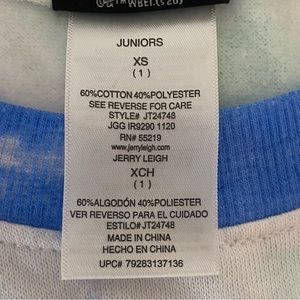 JUNIORS
XS
(1)
60%COTTON 40%POLYESTER
SEE REVERSE FOR CARE
STYLE# JT24748
JGG IR9290 1120
RN# 55219
www.jerryleigh.com
JERRY LEIGH
XCH
(1)
60%ALGODÓN 40%POLIESTER
VER REVERSO PARA EL CUIDADO
ESTILO# JT24748
MADE IN CHINA
HECHO EN CHINA
UPC# 79283137136